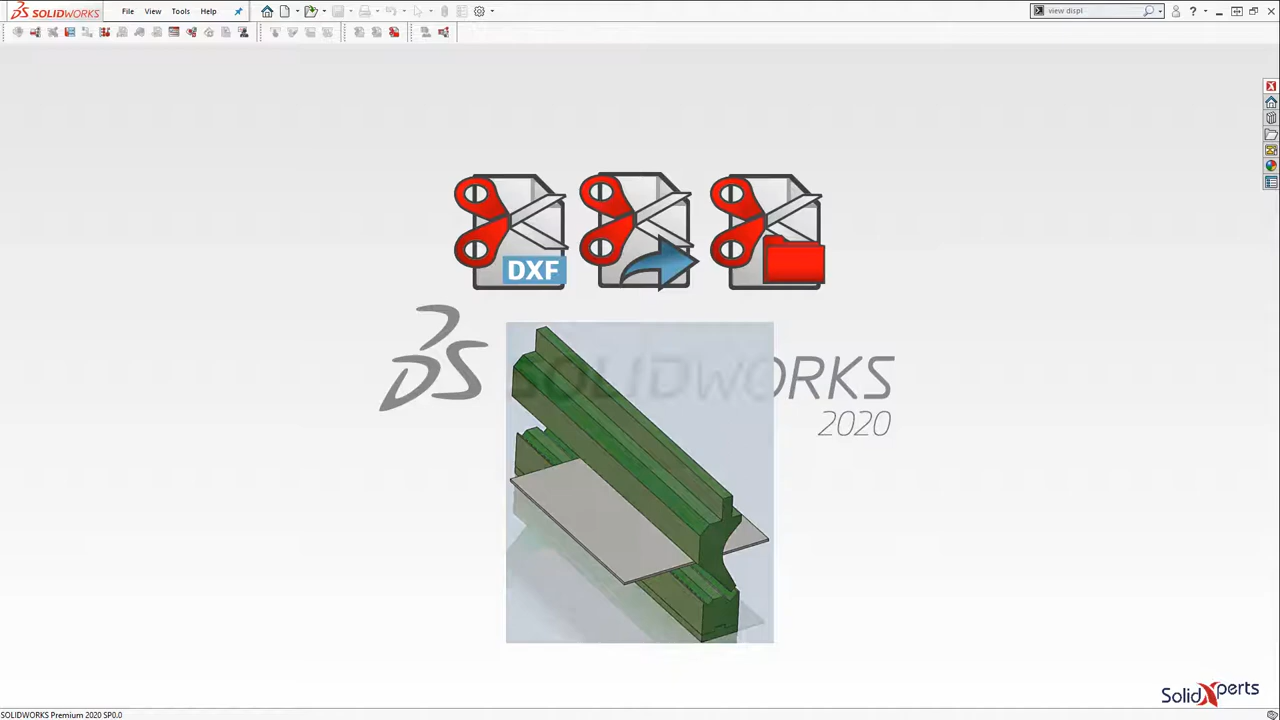 SOLIDWORKS
File View Tools Help
view displ
?
DXF
SOLIDWORKS
2020
SolidXperts
SOLIDWORKS Premium 2020 SP0.0